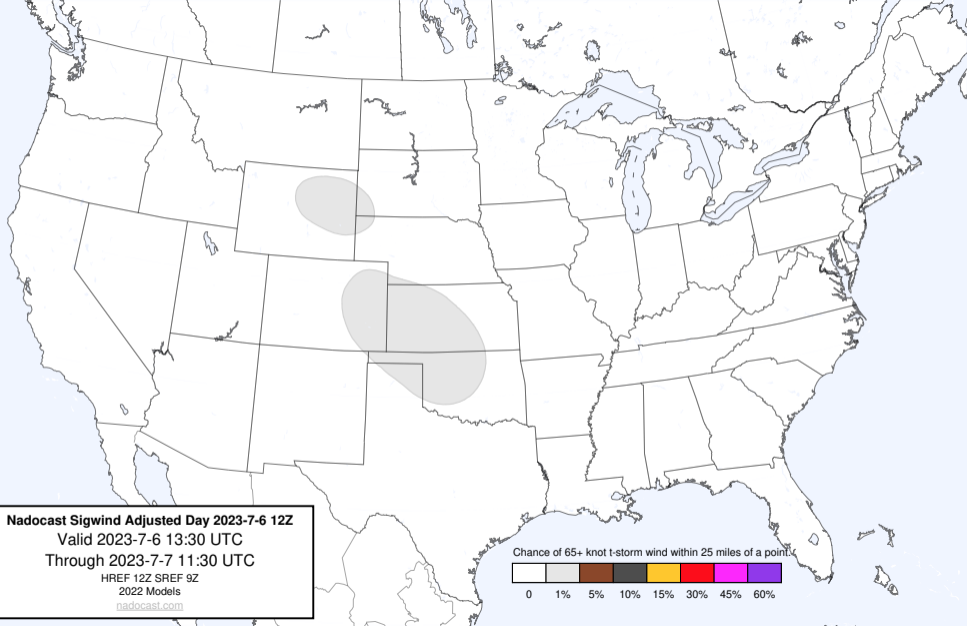 Nadocast Sigwind Adjusted Day 2023-7-6 12Z
Valid 2023-7-6 13:30 UTC
Through 2023-7-7 11:30 UTC
HREF 12Z SREF 9Z
2022 Models
nadocast.com
Chance of 65+ knot t-storm wind within 25 miles of a point.
0 1% 5% 10% 15% 30% 45% 60%